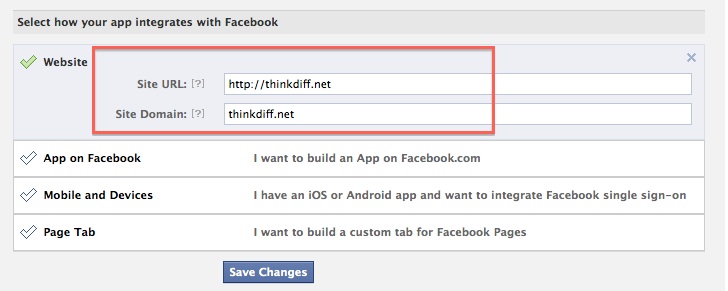 Select how your app integrates with Facebook
Website
Site URL: [?] http://thinkdiff.net
Site Domain: [?] thinkdiff.net
App on Facebook I want to build an App on Facebook.com
Mobile and Devices I have an iOS or Android app and want to integrate Facebook single sign-on
Page Tab I want to build a custom tab for Facebook Pages
Save Changes